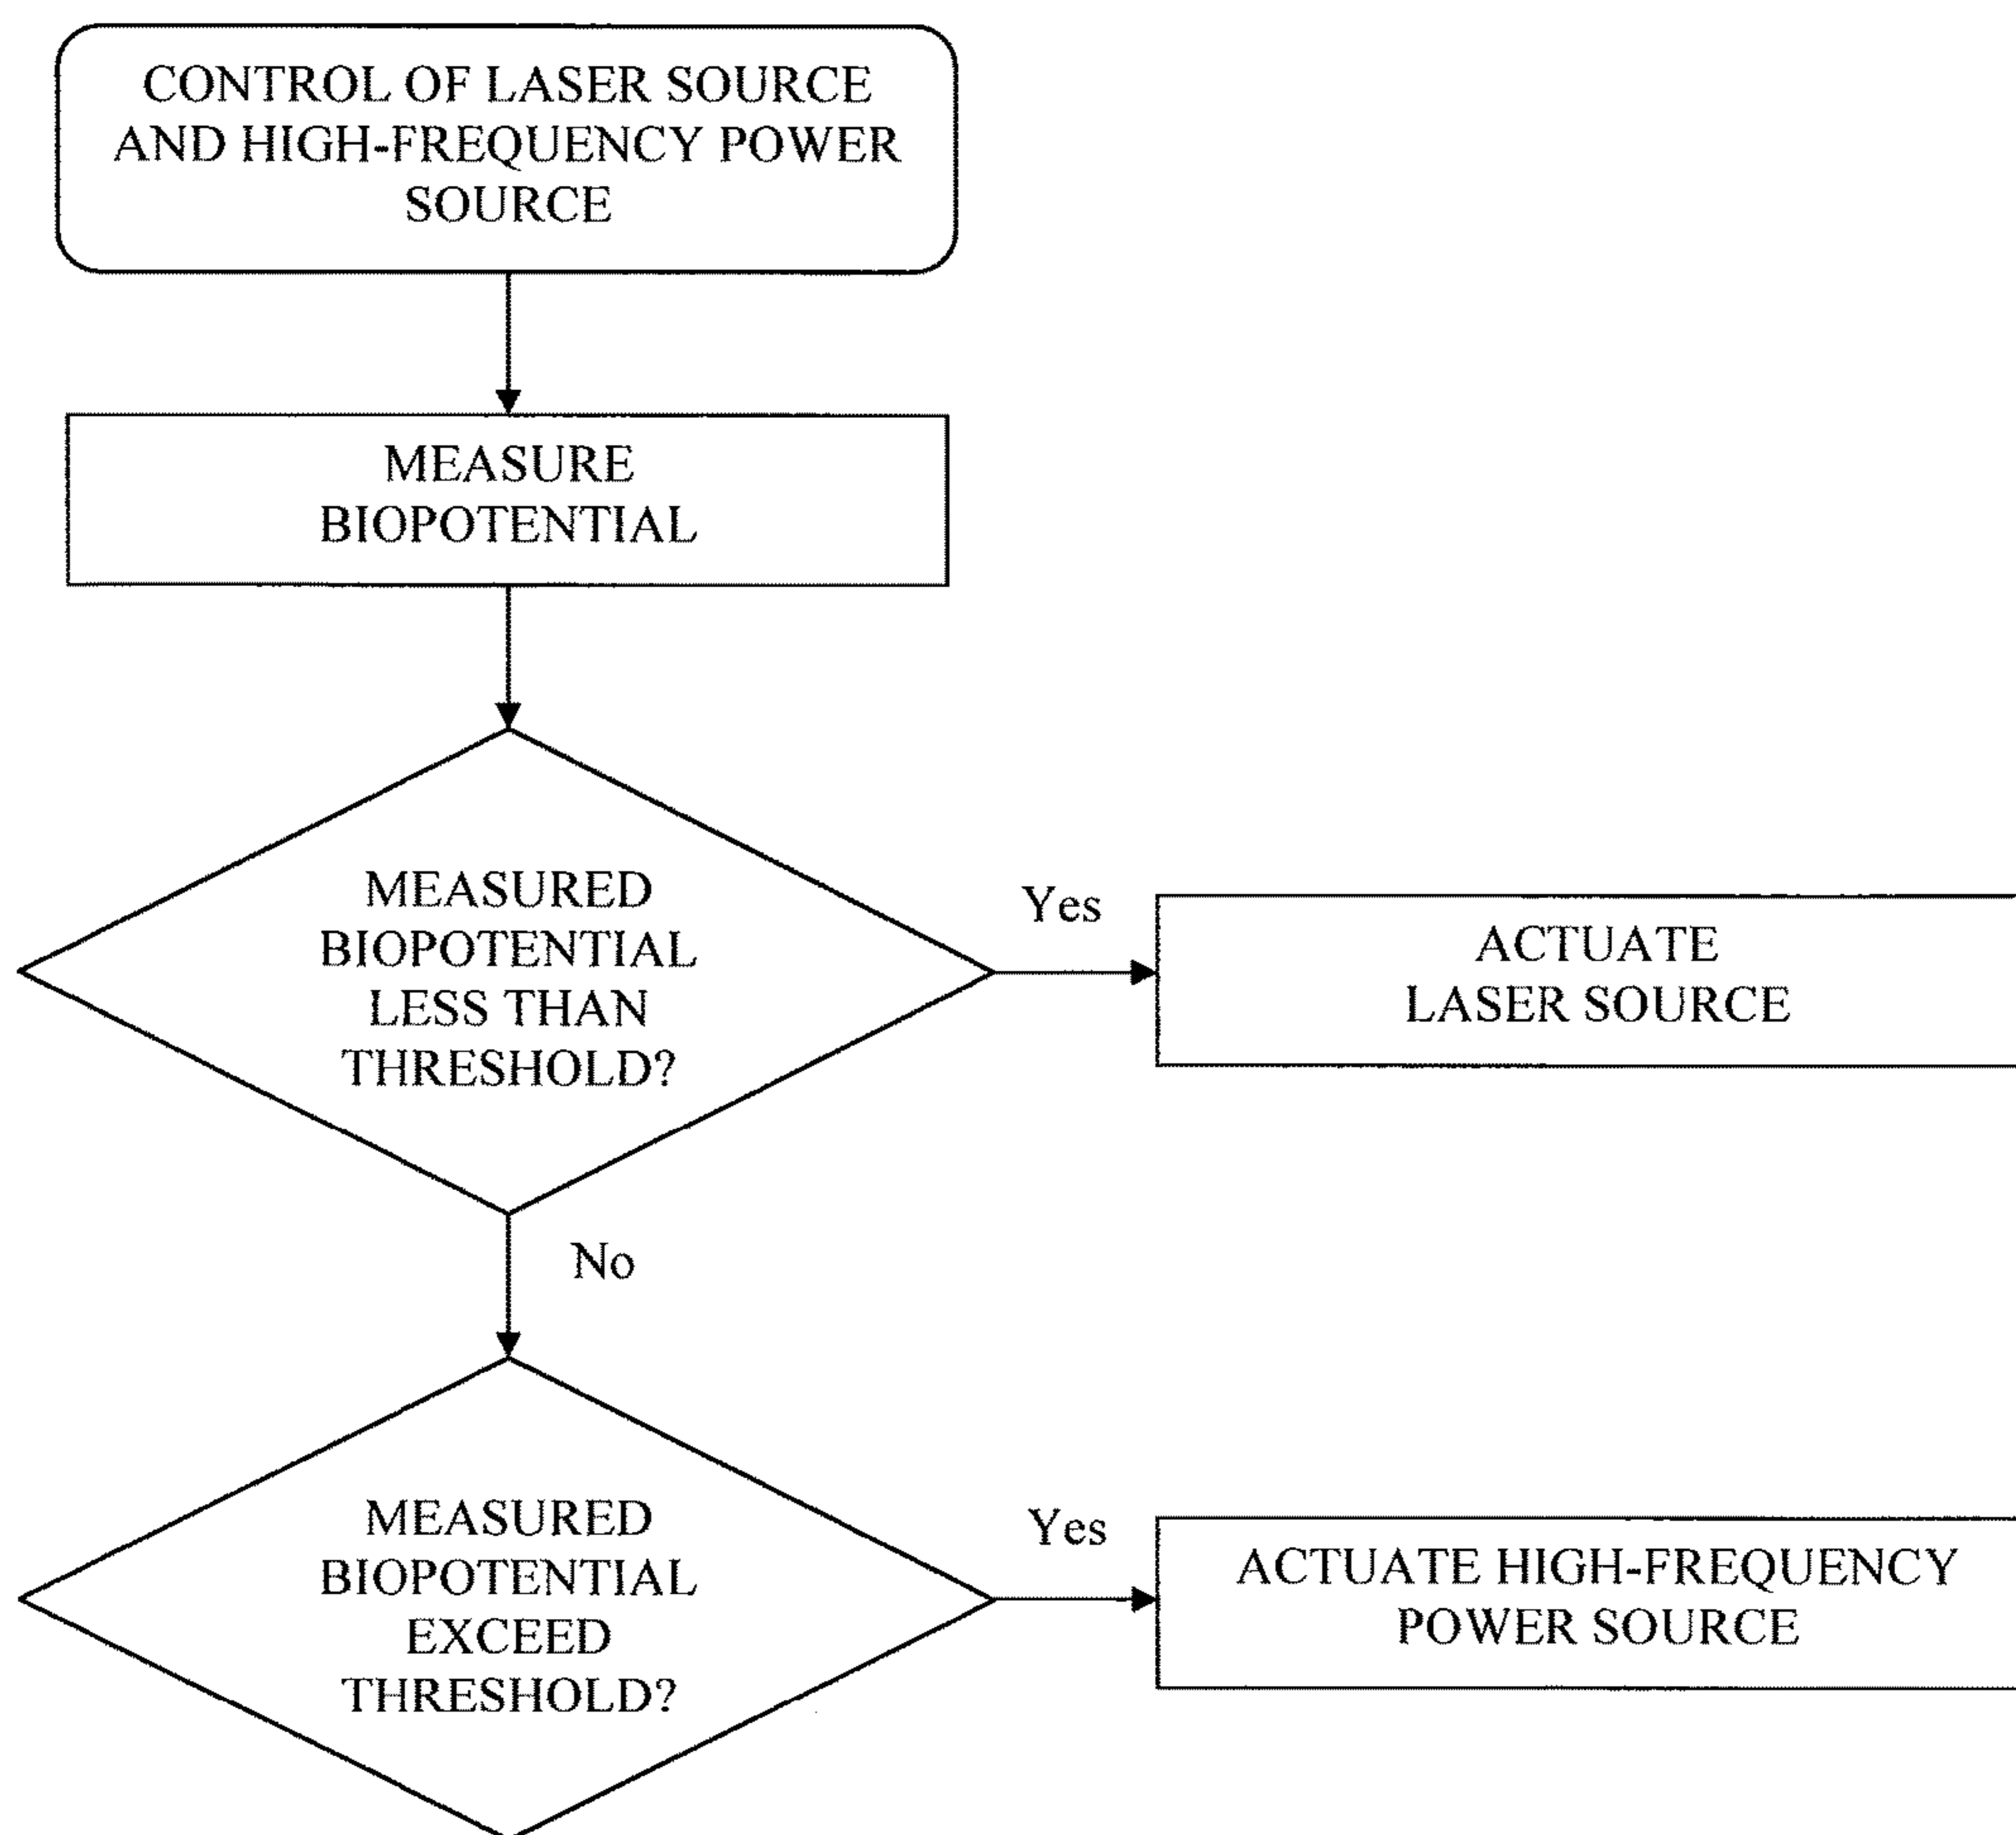 CONTROL OF LASER SOURCE
AND HIGH-FREQUENCY POWER
SOURCE
MEASURE
BIOPOTENTIAL
MEASURED
BIOPOTENTIAL
LESS THAN
THRESHOLD?
Yes
ACTUATE
LASER SOURCE
No
MEASURED
BIOPOTENTIAL
EXCEED
THRESHOLD?
Yes
ACTUATE HIGH-FREQUENCY
POWER SOURCE